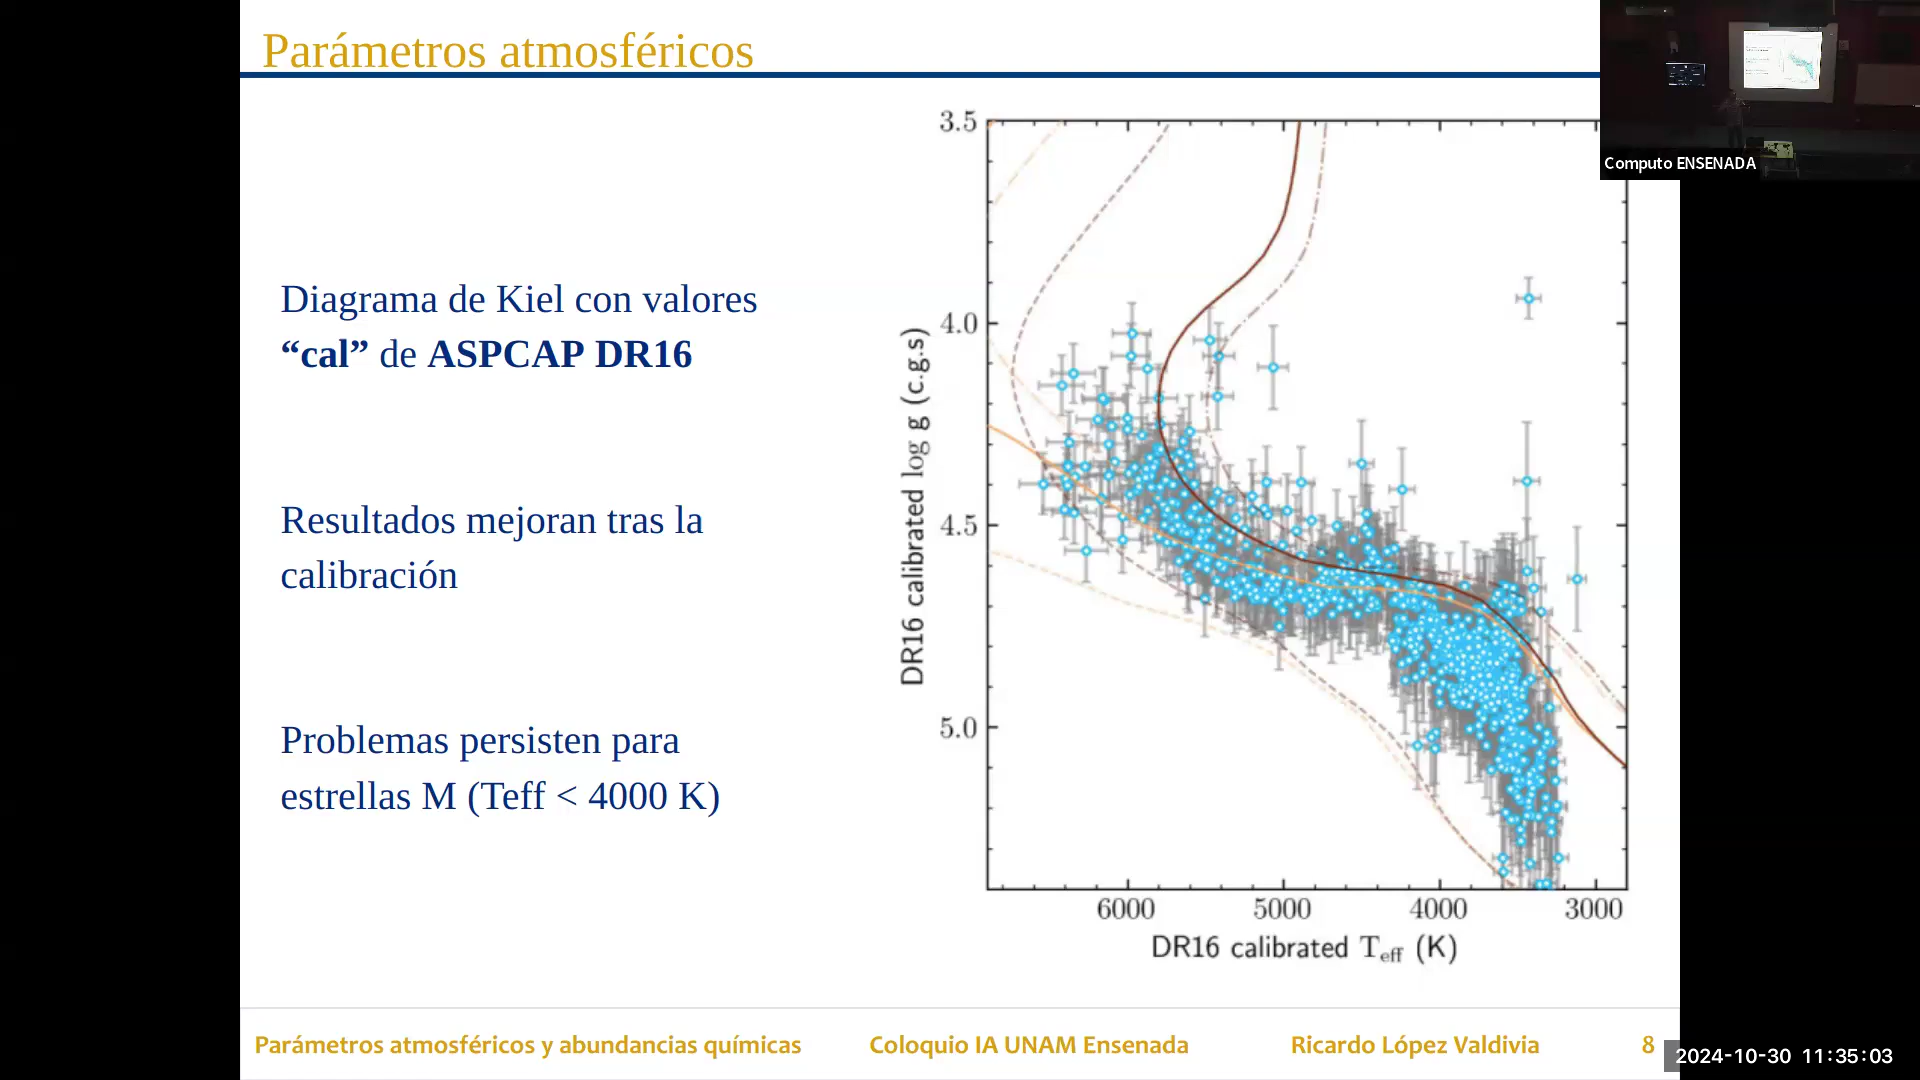 Parámetros atmosféricos
Computo ENSENADA
Diagrama de Kiel con valores
“cal” de ASPCAP DR16
Resultados mejoran tras la
calibración
Problemas persisten para
estrellas M (Teff < 4000 K)
DR16 calibrated log g (c.g.s)
3.5
4.0
4.5
5.0
6000 5000 4000 3000
DR16 calibrated Teff (K)
Parámetros atmosféricos y abundancias químicas Coloquio IA UNAM Ensenada Ricardo López Valdivia 8
2024-10-30 11:35:03